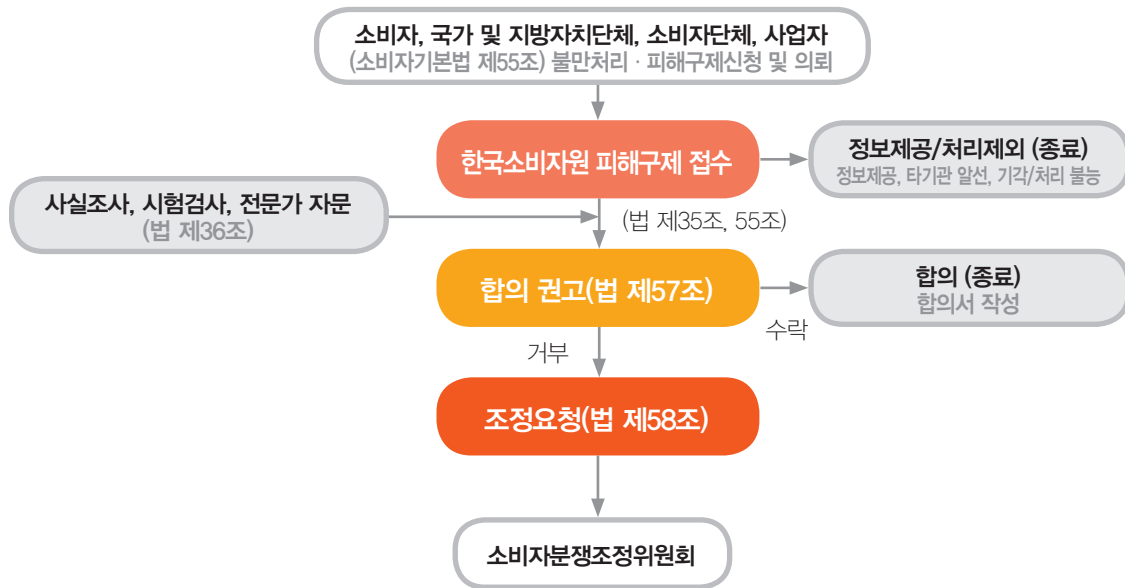 소비자, 국가 및 지방자치단체, 소비자단체, 사업자
(소비자기본법 제55조) 불만처리 · 피해구제신청 및 의뢰
한국소비자원 피해구제 접수
정보제공/처리제외 (종료)
정보제공, 타기관 알선, 기각/처리 불능
사실조사, 시험검사, 전문가 자문
(법 제36조)
(법 제35조, 55조)
합의 권고(법 제57조)
합의 (종료)
합의서 작성
수락
거부
조정요청(법 제58조)
소비자분쟁조정위원회